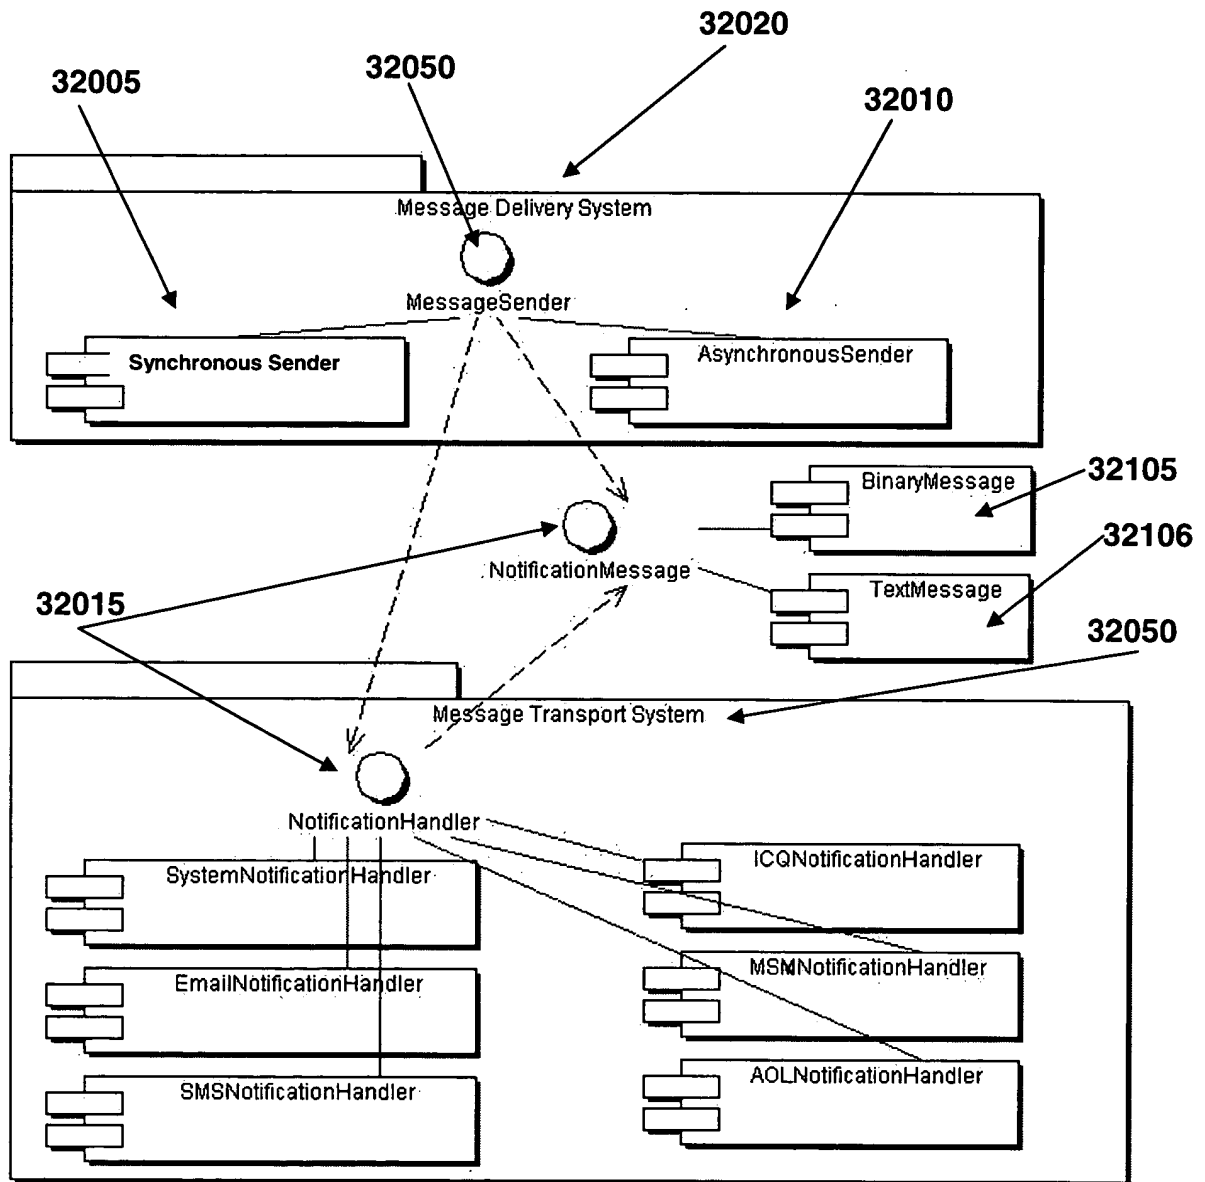 32020
32050
32005
32010
Message Delivery System
MessageSender
Synchronous Sender
AsynchronousSender
BinaryMessage
32105
32106
NotificationMessage
TextMessage
32015
32050
Message Transport System
NotificationHandler
SystemNotificationHandler
ICQNotificationHandler
EmailNotificationHandler
MSMNotificationHandler
SMSNotificationHandler
AOLNotificationHandler